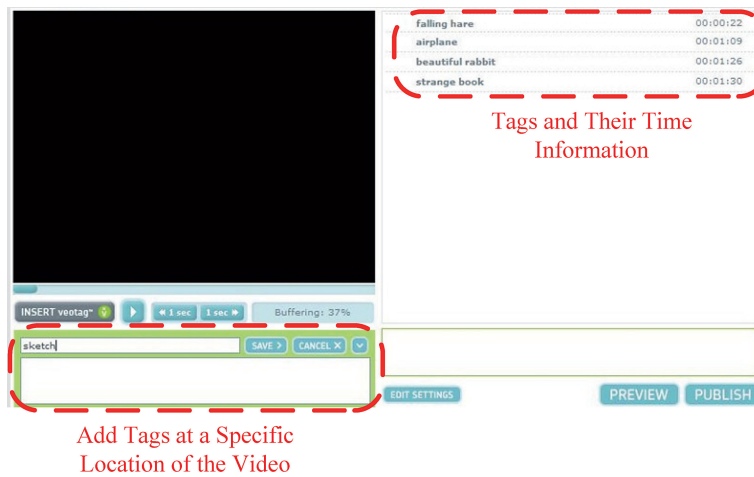 falling hare 00:00:22
airplane 00:01:09
beautiful rabbit 00:01:26
strange book 00:01:30
Tags and Their Time
Information
INSERT veotag™ « 1 sec 1 sec » Buffering: 37%
sketch SAVE > CANCEL X
EDIT SETTINGS PREVIEW PUBLISH
Add Tags at a Specific
Location of the Video